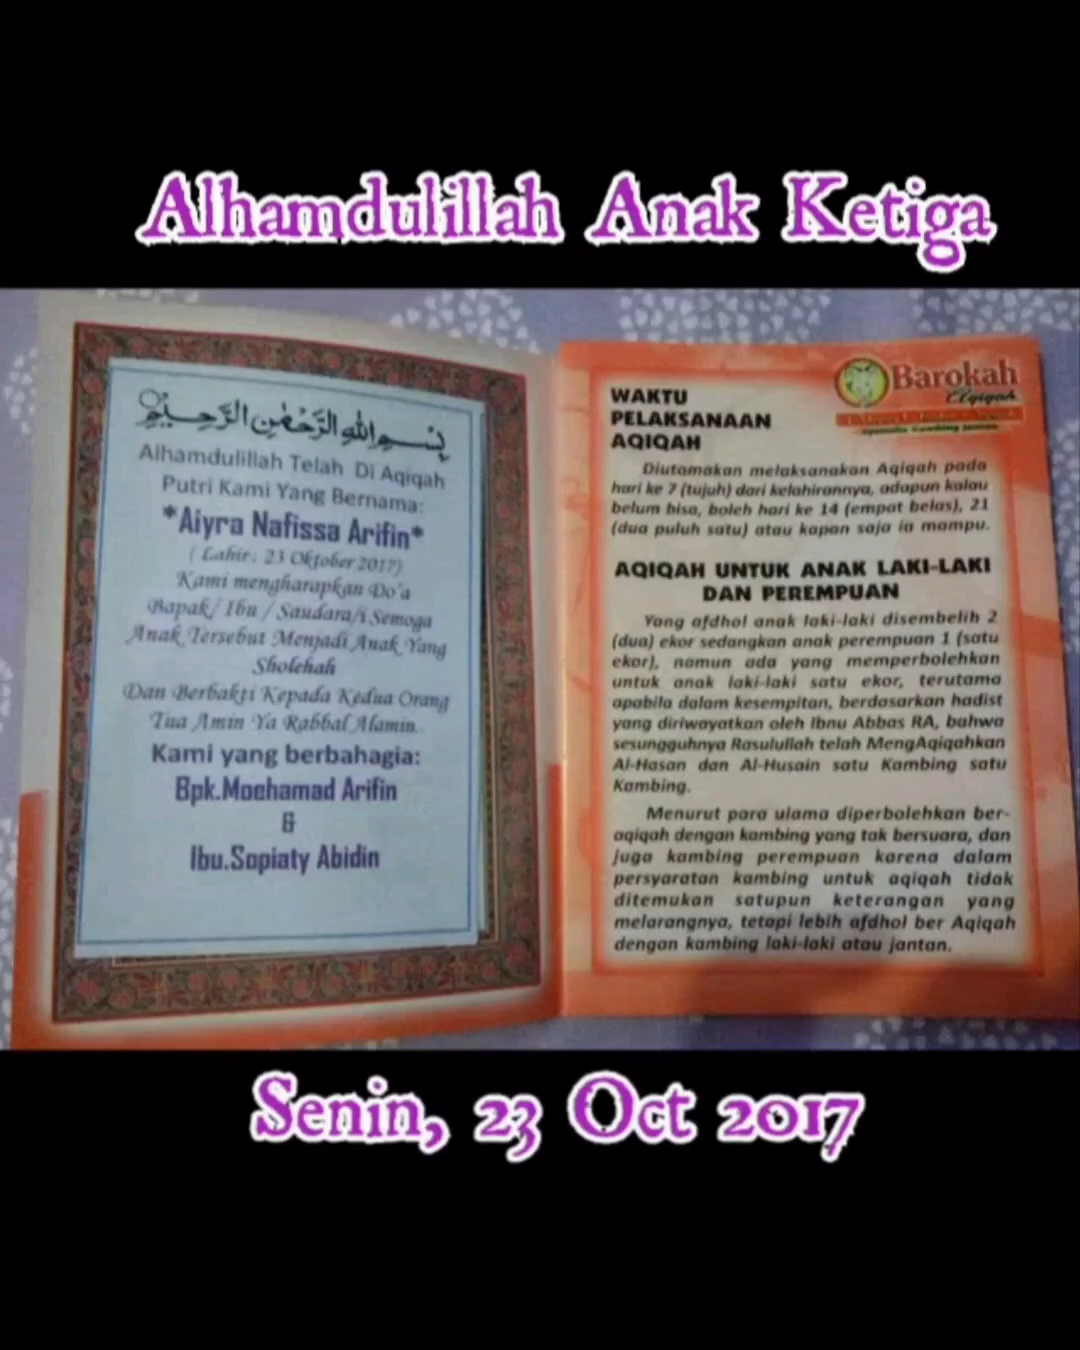 Alhamdulillah Anak Ketiga
بِسْمِ اللهِ الرَّحْمٰنِ الرَّحِيْمِ
Alhamdulillah Telah Di Aqiqah
Putri Kami Yang Bernama:
*Aiyra Nafissa Arifin*
( Lahir: 23 Oktober 2017)
Kami mengharapkan Do'a
Bapak/ Ibu / Saudara/i Semoga
Anak Tersebut Menjadi Anak Yang
Sholehah
Dan Berbakti Kepada Kedua Orang
Tua Amin Ya Rabbal Alamin..
Kami yang berbahagia:
Bpk.Moehamad Arifin
&
Ibu.Sopiaty Abidin
Barokah
Aqiqah
WAKTU
PELAKSANAAN
AQIQAH
Diutamakan melaksanakan Aqiqah pada
hari ke 7 (tujuh) dari kelahirannya, adapun kalau
belum bisa, boleh hari ke 14 (empat belas), 21
(dua puluh satu) atau kapan saja ia mampu.
AQIQAH UNTUK ANAK LAKI-LAKI
DAN PEREMPUAN
Yang afdhol anak laki-laki disembelih 2
(dua) ekor sedangkan anak perempuan 1 (satu
ekor), namun ada yang memperbolehkan
untuk anak laki-laki satu ekor, terutama
apabila dalam kesempitan, berdasarkan hadist
yang diriwayatkan oleh Ibnu Abbas RA, bahwa
sesungguhnya Rasulullah telah MengAqiqahkan
Al-Hasan dan Al-Husain satu Kambing satu
Kambing.
Menurut para ulama diperbolehkan ber-
aqiqah dengan kambing yang tak bersuara, dan
juga kambing perempuan karena dalam
persyaratan kambing untuk aqiqah tidak
ditemukan satupun keterangan yang
melarangnya, tetapi lebih afdhol ber Aqiqah
dengan kambing laki-laki atau jantan.
Senin, 23 Oct 2017